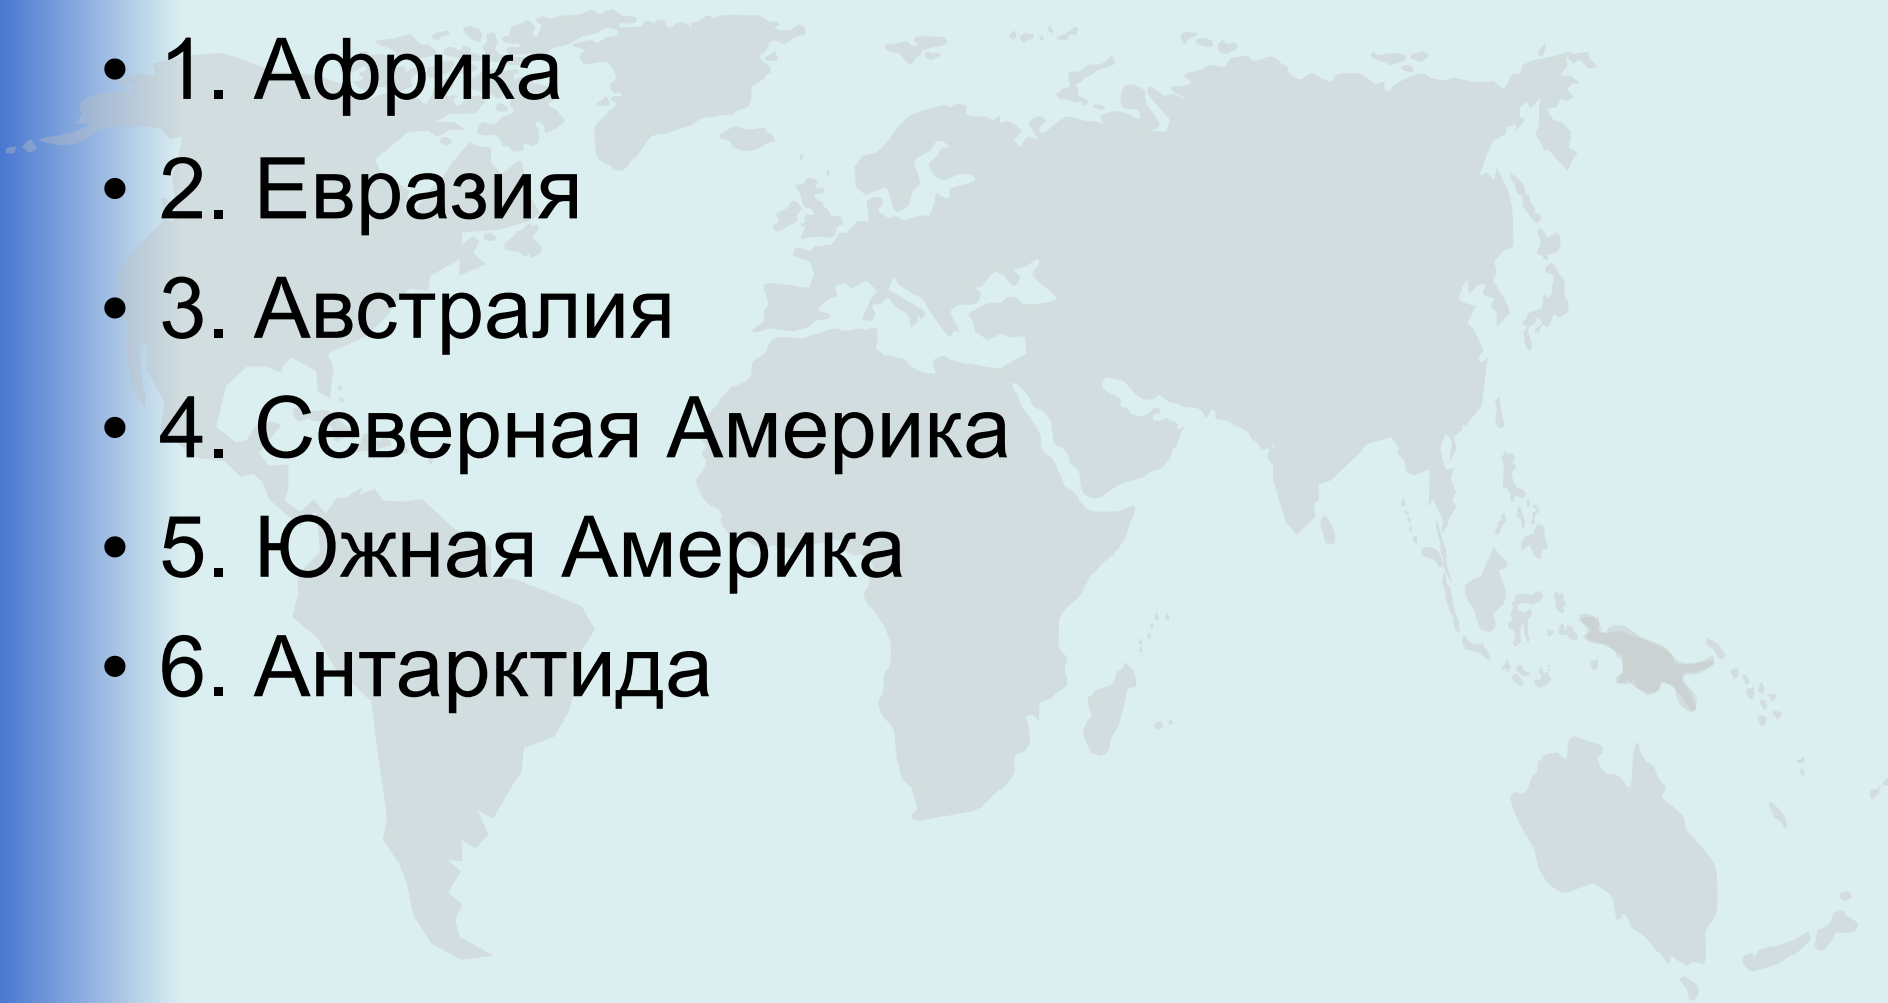 • 1. Африка
• 2. Евразия
• 3. Австралия
• 4. Северная Америка
• 5. Южная Америка
• 6. Антарктида